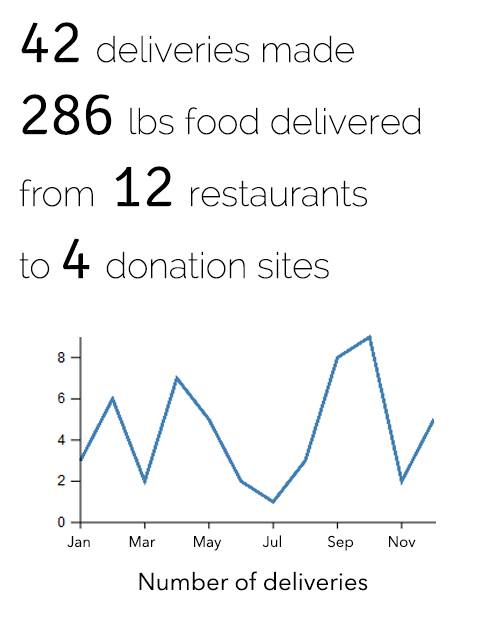 42 deliveries made
286 lbs food delivered
from 12 restaurants
to 4 donation sites
8
6
4
2
0
Jan Mar May Jul Sep Nov
Number of deliveries